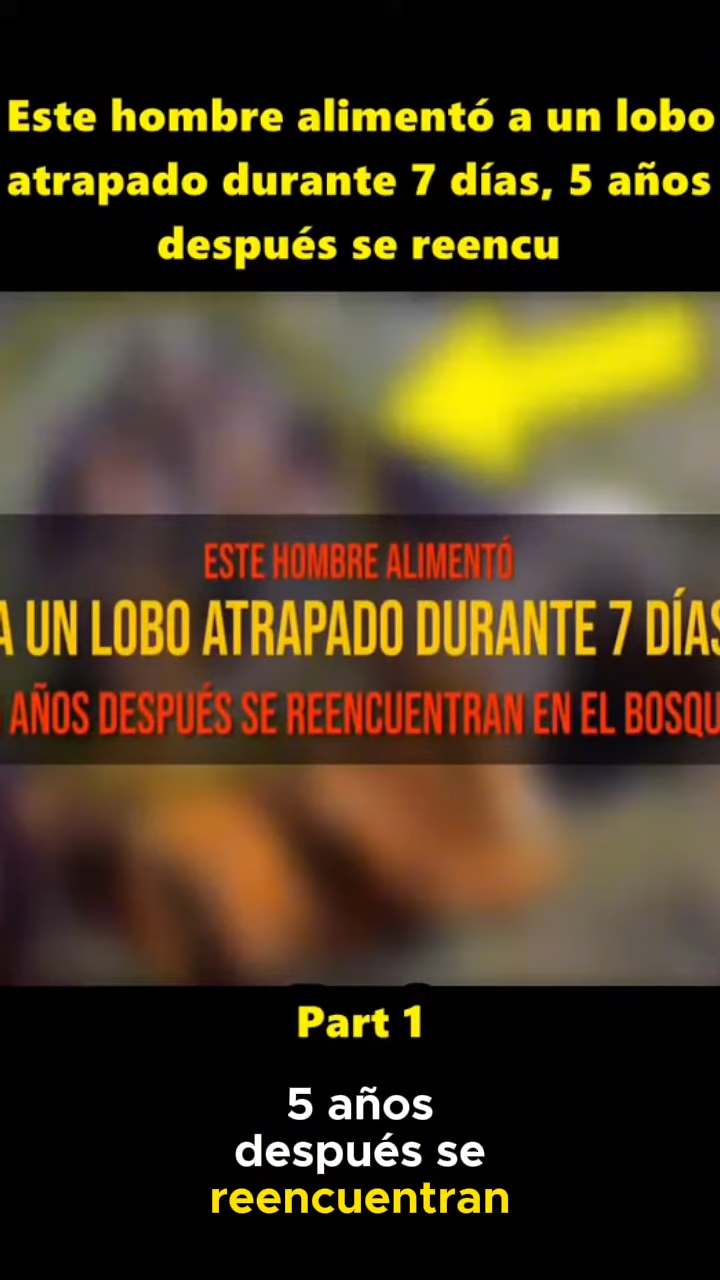 Este hombre alimentó a un lobo
atrapado durante 7 días, 5 años
después se reencu
ESTE HOMBRE ALIMENTÓ
A UN LOBO ATRAPADO DURANTE 7 DÍAS
AÑOS DESPUÉS SE REENCUENTRAN EN EL BOSQU
Part 1
5 años
después se
reencuentran